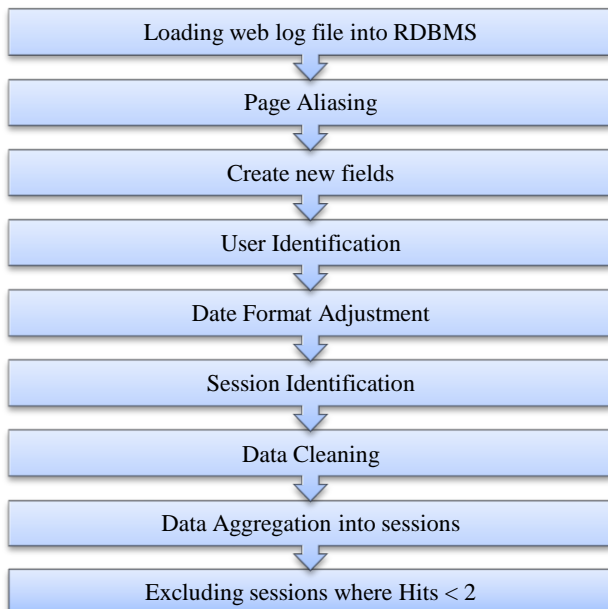 Loading web log file into RDBMS
Page Aliasing
Create new fields
User Identification
Date Format Adjustment
Session Identification
Data Cleaning
Data Aggregation into sessions
Excluding sessions where Hits < 2